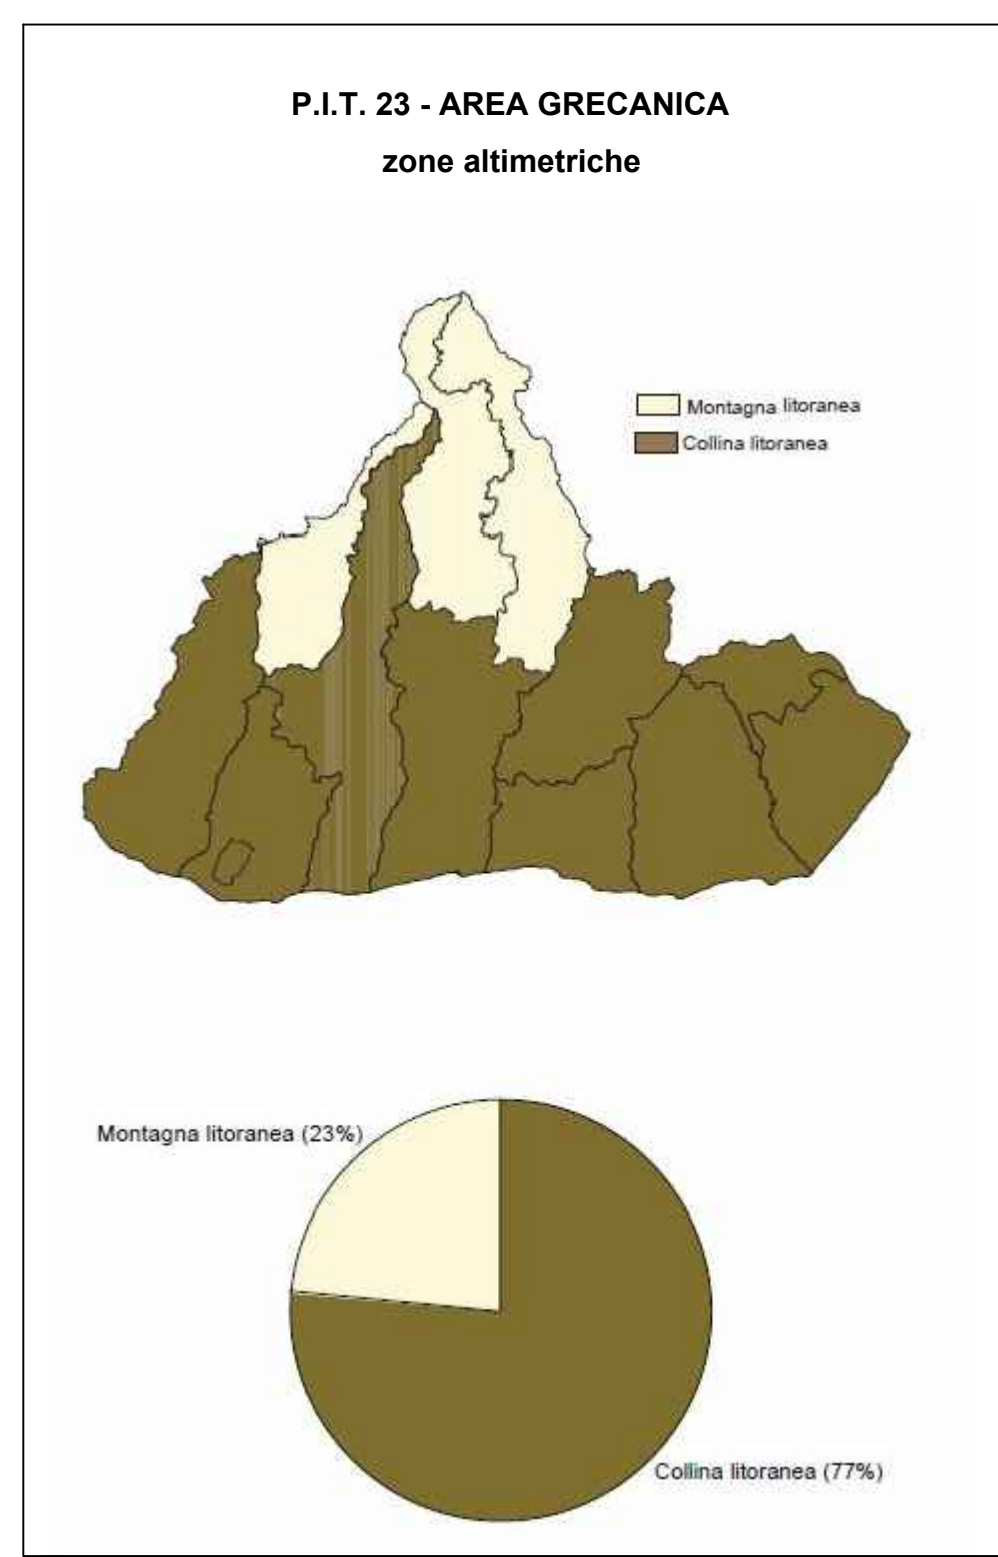 P.I.T. 23 - AREA GRECANICA
zone altimetriche
Montagna litoranea
Collina litoranea
Montagna litoranea (23%)
Collina litoranea (77%)